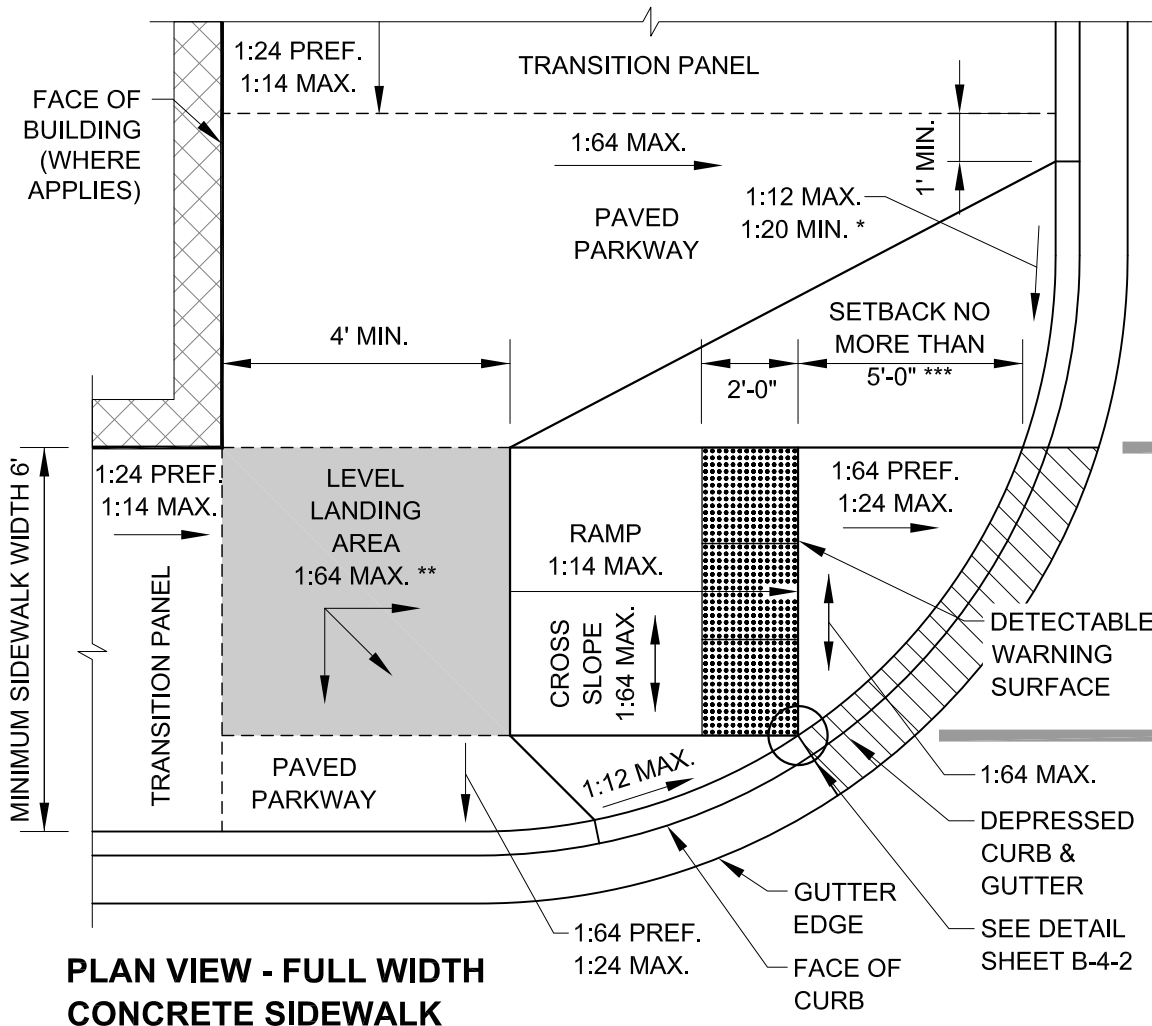 1:24 PREF.
1:14 MAX.
TRANSITION PANEL
FACE OF
BUILDING
(WHERE
APPLIES)
1:64 MAX.
1' MIN.
1:12 MAX.
1:20 MIN. *
PAVED
PARKWAY
SETBACK NO
MORE THAN
5'-0" ***
4' MIN.
2'-0"
MINIMUM SIDEWALK WIDTH 6'
1:24 PREF.
1:14 MAX.
TRANSITION PANEL
LEVEL
LANDING
AREA
1:64 MAX. **
RAMP
1:14 MAX.
CROSS
SLOPE
1:64 MAX.
1:64 PREF.
1:24 MAX.
DETECTABLE
WARNING
SURFACE
PAVED
PARKWAY
1:12 MAX.
1:64 MAX.
DEPRESSED
CURB &
GUTTER
GUTTER
EDGE
SEE DETAIL
SHEET B-4-2
1:64 PREF.
1:24 MAX.
FACE OF
CURB
PLAN VIEW - FULL WIDTH
CONCRETE SIDEWALK